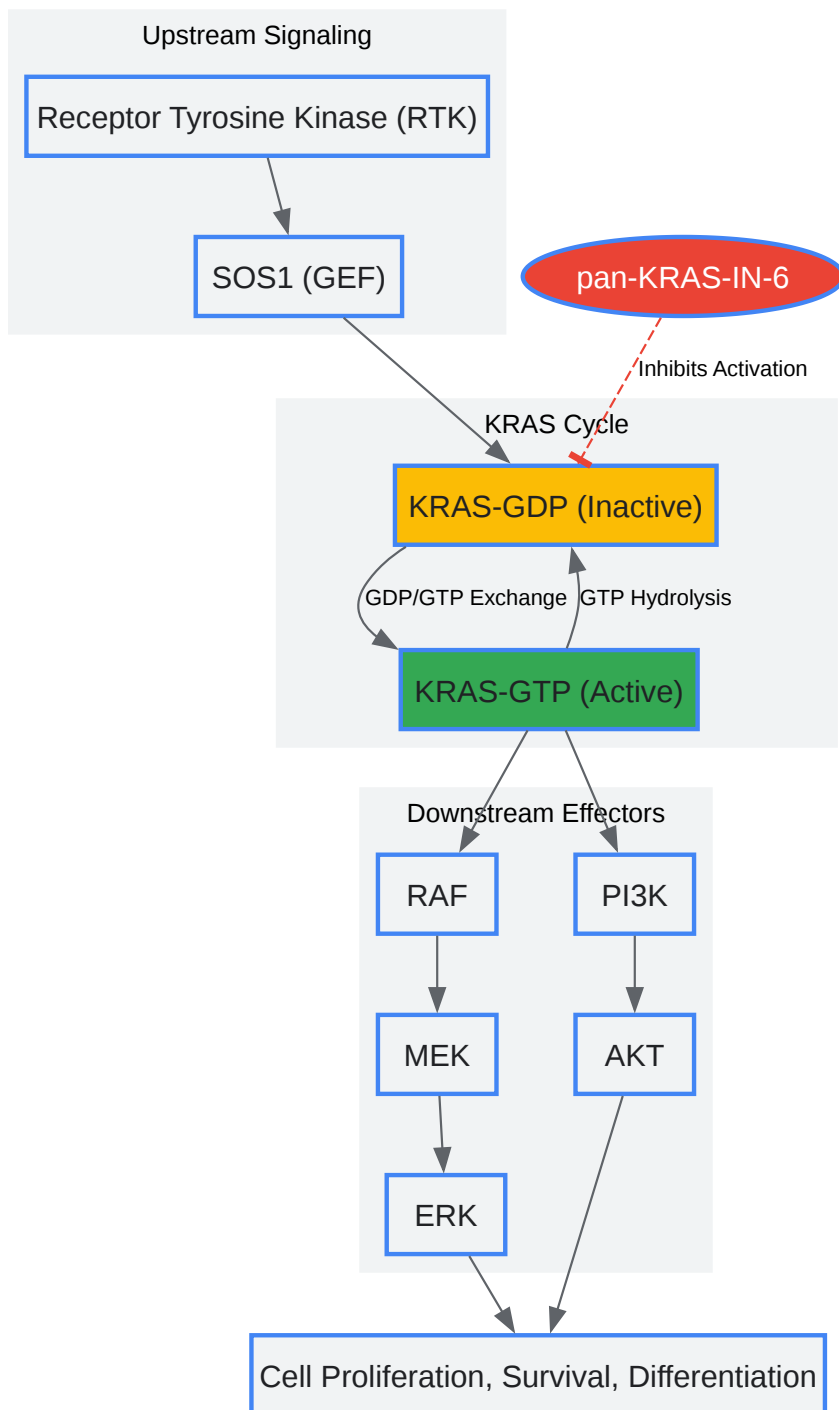 Upstream Signaling
Receptor Tyrosine Kinase (RTK)
SOS1 (GEF)
pan-KRAS-IN-6
Inhibits Activation
KRAS Cycle
KRAS-GDP (Inactive)
GDP/GTP Exchange
GTP Hydrolysis
KRAS-GTP (Active)
Downstream Effectors
RAF
PI3K
MEK
AKT
ERK
Cell Proliferation, Survival, Differentiation